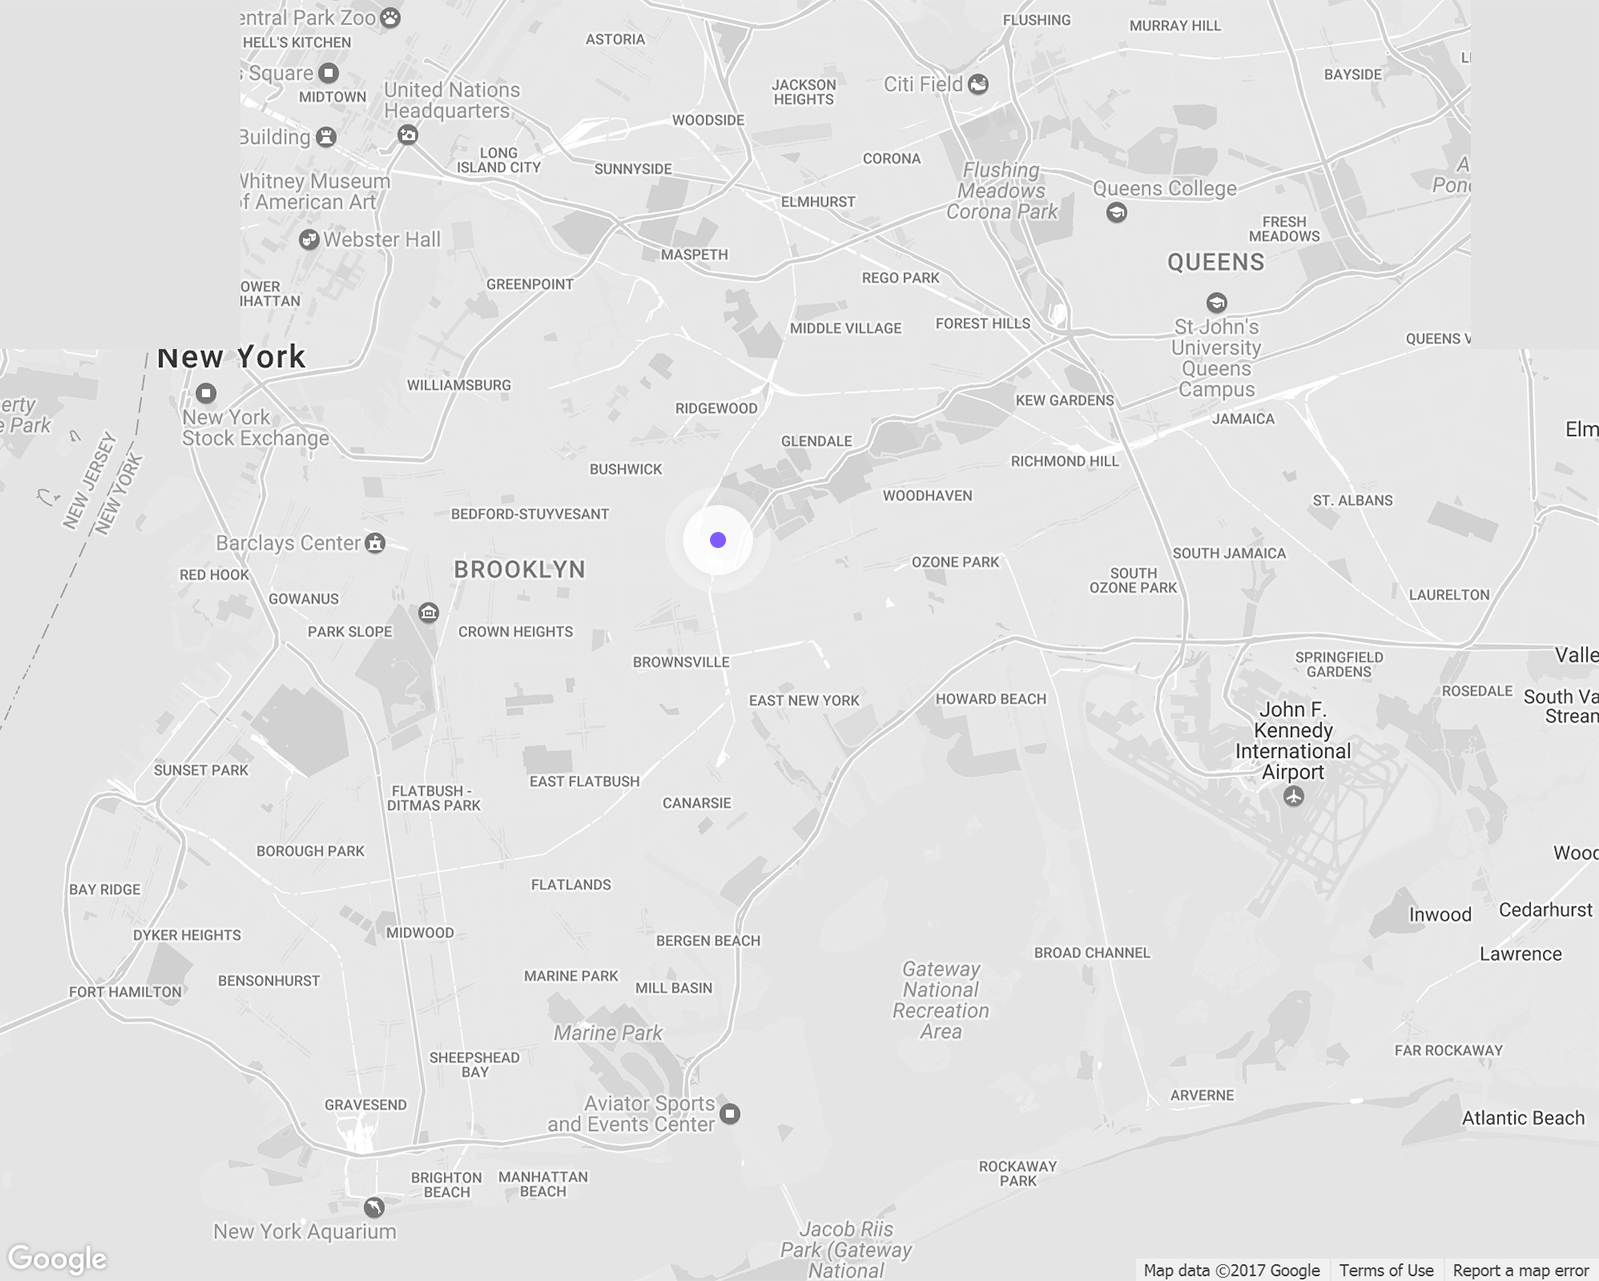 entral Park Zoo
HELL'S KITCHEN
ASTORIA
FLUSHING
MURRAY HILL
s Square
MIDTOWN
United Nations
Headquarters
JACKSON
HEIGHTS
Citi Field
BAYSIDE
LI
Building
WOODSIDE
LONG
ISLAND CITY
SUNNYSIDE
CORONA
Flushing
Meadows
Corona Park
A
Pond
Whitney Museum
of American Art
ELMHURST
Queens College
FRESH
MEADOWS
Webster Hall
MASPETH
QUEENS
GREENPOINT
REGO PARK
OWER
NHATTAN
MIDDLE VILLAGE
FOREST HILLS
St John's
University
Queens
Campus
QUEENS V
New York
WILLIAMSBURG
RIDGEWOOD
KEW GARDENS
erty
e Park
New York
Stock Exchange
JAMAICA
Elm
GLENDALE
BUSHWICK
RICHMOND HILL
NEW JERSEY
NEW YORK
WOODHAVEN
ST. ALBANS
BEDFORD-STUYVESANT
Barclays Center
BROOKLYN
OZONE PARK
SOUTH JAMAICA
RED HOOK
SOUTH
OZONE PARK
GOWANUS
LAURELTON
PARK SLOPE
CROWN HEIGHTS
BROWNSVILLE
SPRINGFIELD
GARDENS
Valle
EAST NEW YORK
HOWARD BEACH
ROSEDALE
South Va
Strean
John F.
Kennedy
International
Airport
SUNSET PARK
FLATBUSH -
DITMAS PARK
EAST FLATBUSH
CANARSIE
BOROUGH PARK
Wood
BAY RIDGE
FLATLANDS
Inwood
Cedarhurst
DYKER HEIGHTS
MIDWOOD
BERGEN BEACH
BROAD CHANNEL
Lawrence
BENSONHURST
MARINE PARK
MILL BASIN
FORT HAMILTON
Gateway
National
Recreation
Area
Marine Park
SHEEPSHEAD
BAY
FAR ROCKAWAY
GRAVESEND
Aviator Sports
and Events Center
ARVERNE
Atlantic Beach
BRIGHTON
BEACH
MANHATTAN
BEACH
ROCKAWAY
PARK
New York Aquarium
Jacob Riis
Park (Gateway
National
Google
Map data ©2017 Google
Terms of Use
Report a map error